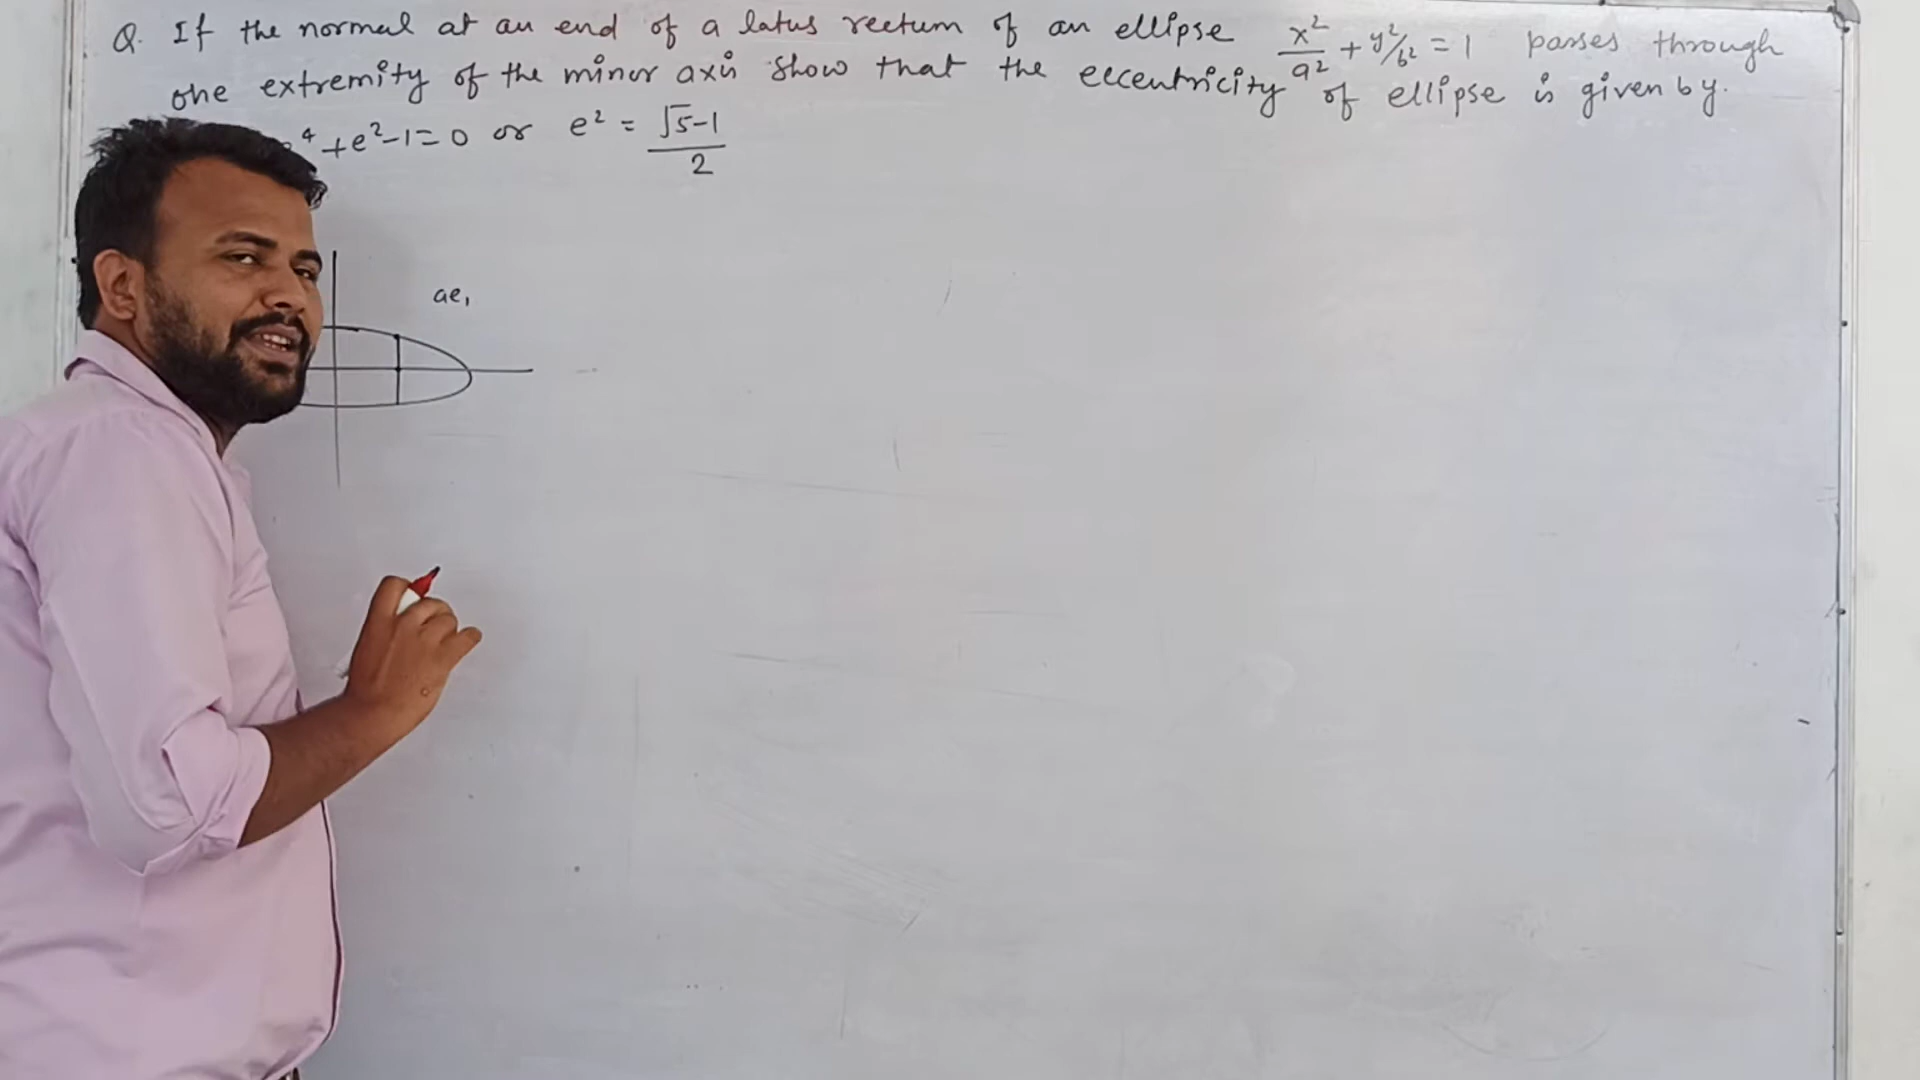 Q. If the normal at an end of a latus rectum of an ellipse x²/a² + y²/b² = 1 passes through
one extremity of the minor axis show that the eccentricity of ellipse is given by.
⁴ + e² - 1 = 0 or e² = √5-1/2
ae,